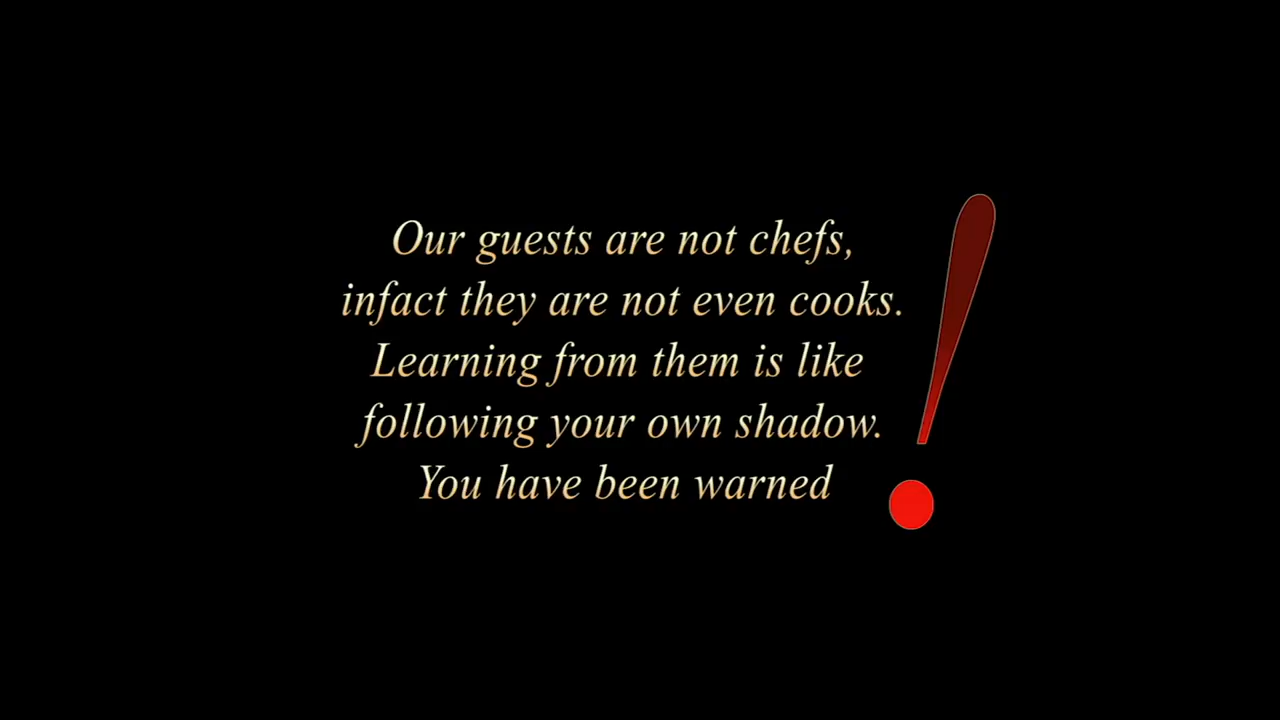 Our guests are not chefs,
infact they are not even cooks.
Learning from them is like
following your own shadow.
You have been warned!